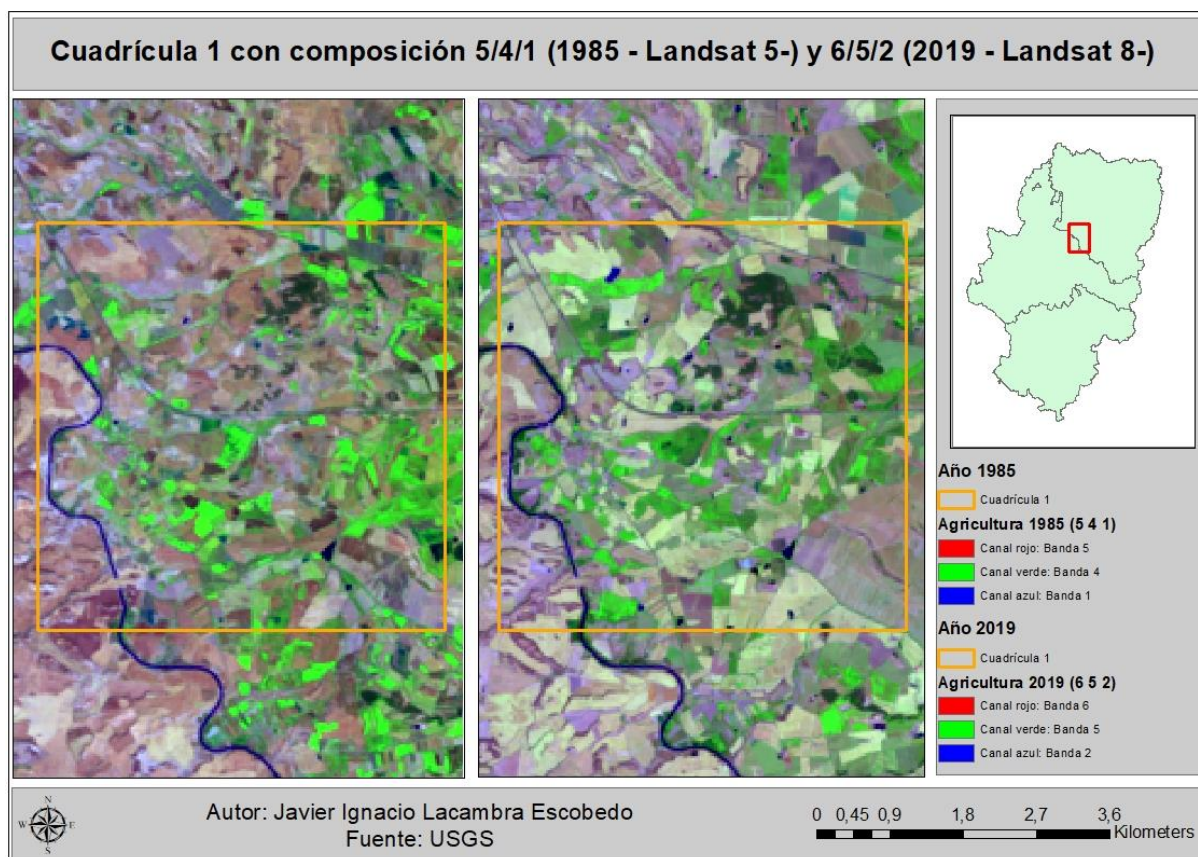 Cuadrícula 1 con composición 5/4/1 (1985 - Landsat 5-) y 6/5/2 (2019 - Landsat 8-)
Año 1985
Cuadrícula 1
Agricultura 1985 (5 4 1)
Canal rojo: Banda 5
Canal verde: Banda 4
Canal azul: Banda 1
Año 2019
Cuadrícula 1
Agricultura 2019 (6 5 2)
Canal rojo: Banda 6
Canal verde: Banda 5
Canal azul: Banda 2
N
W
E
S
Autor: Javier Ignacio Lacambra Escobedo
Fuente: USGS
0 0,45 0,9 1,8 2,7 3,6
Kilometers